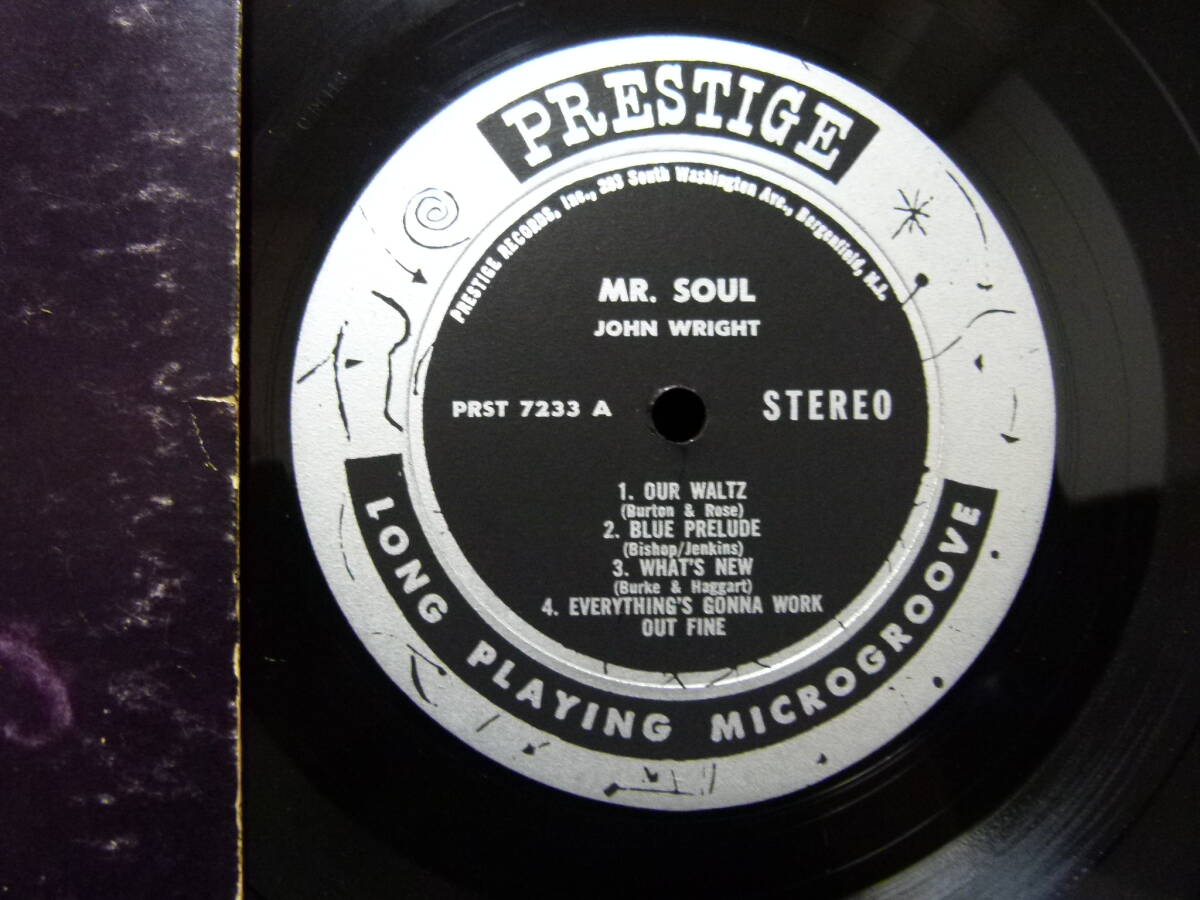 PRESTIGE
PRESTIGE RECORDS, Inc., 203 South Washington Ave., Bergenfield, N.J.
MR. SOUL
JOHN WRIGHT
PRST 7233 A
STEREO
1. OUR WALTZ
(Burton & Rose)
2. BLUE PRELUDE
(Bishop/Jenkins)
3. WHAT'S NEW
(Burke & Haggart)
4. EVERYTHING'S GONNA WORK
OUT FINE
LONG PLAYING MICROGROOVE